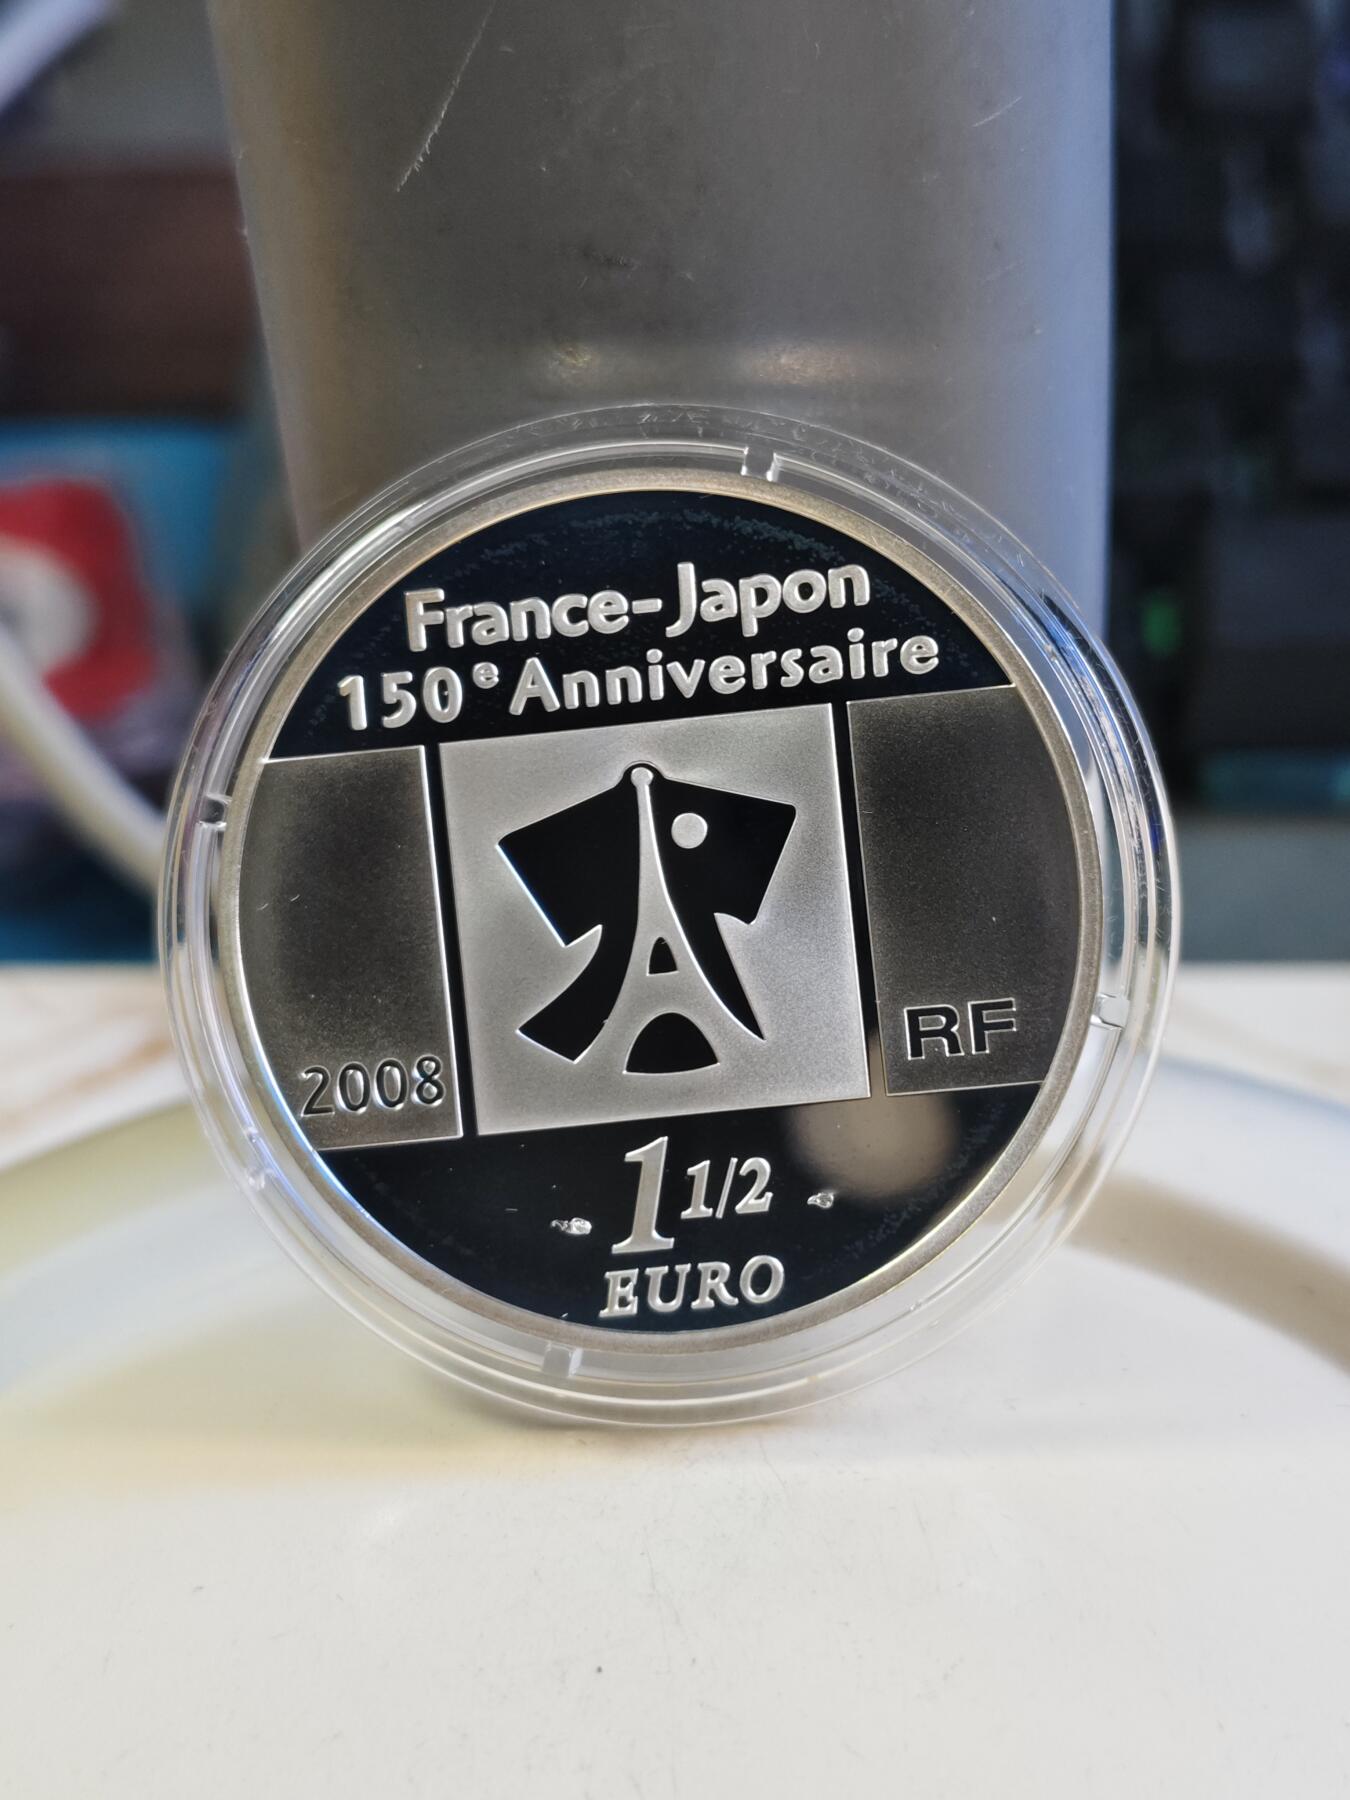 France-Japon
150e Anniversaire
2008
RF
1 1/2
EURO